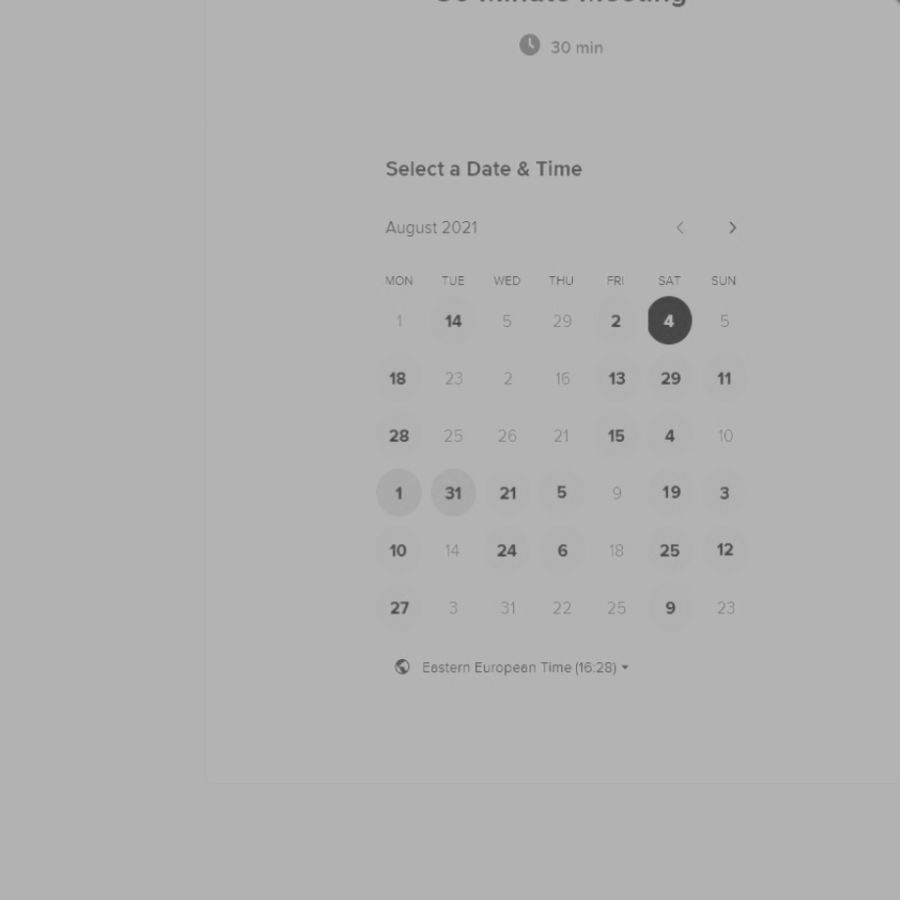 30 min
Select a Date & Time
August 2021
MON TUE WED THU FRI SAT SUN
1 14 5 29 2 4 5
18 23 2 16 13 29 11
28 25 26 21 15 4 10
1 31 21 5 9 19 3
10 14 24 6 18 25 12
27 3 31 22 25 9 23
Eastern European Time (16:28)